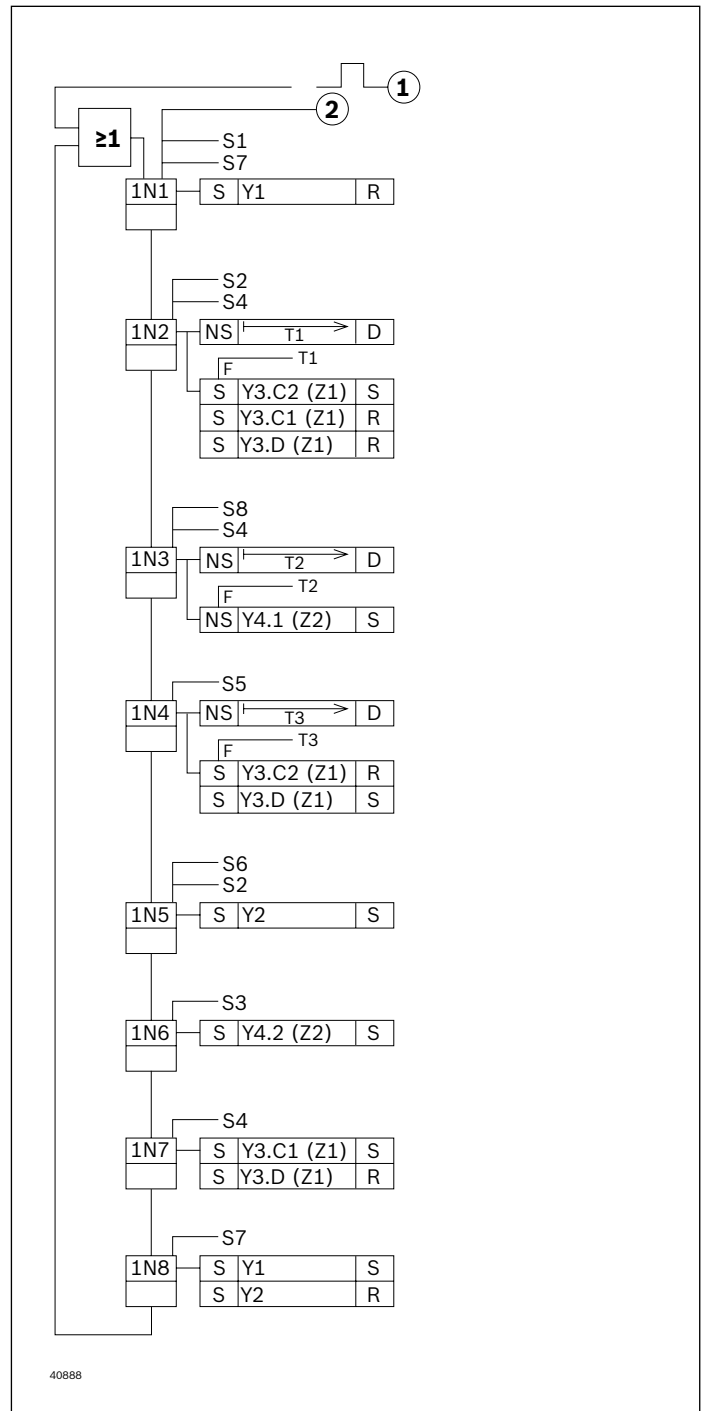 1
2
≥1
S1
S7
1N1 S Y1 R
S2
S4
1N2 NS T1 D
T1
F
S Y3.C2 (Z1) S
S Y3.C1 (Z1) R
S Y3.D (Z1) R
S8
S4
1N3 NS T2 D
T2
F
NS Y4.1 (Z2) S
S5
1N4 NS T3 D
T3
F
S Y3.C2 (Z1) R
S Y3.D (Z1) S
S6
S2
1N5 S Y2 S
S3
1N6 S Y4.2 (Z2) S
S4
1N7 S Y3.C1 (Z1) S
S Y3.D (Z1) R
S7
1N8 S Y1 S
S Y2 R
40888